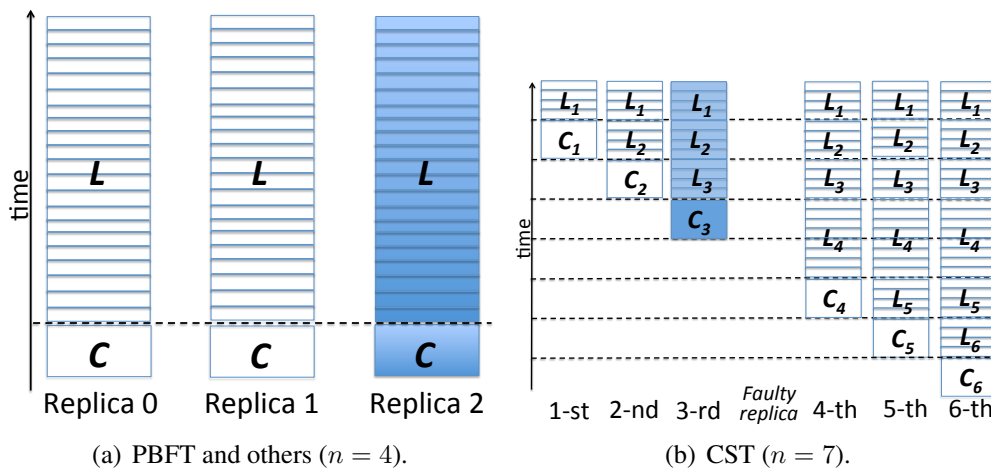 time
L L L
C C C
Replica 0 Replica 1 Replica 2
(a) PBFT and others (n = 4).
time
L₁ L₁ L₁ L₁ L₁ L₁
C₁ L₂ L₂ L₂ L₂ L₂
C₂ L₃ L₃ L₃ L₃
C₃ L₄ L₄ L₄
C₄ L₅ L₅
C₅ L₆
C₆
1-st 2-nd 3-rd Faulty replica 4-th 5-th 6-th
(b) CST (n = 7).